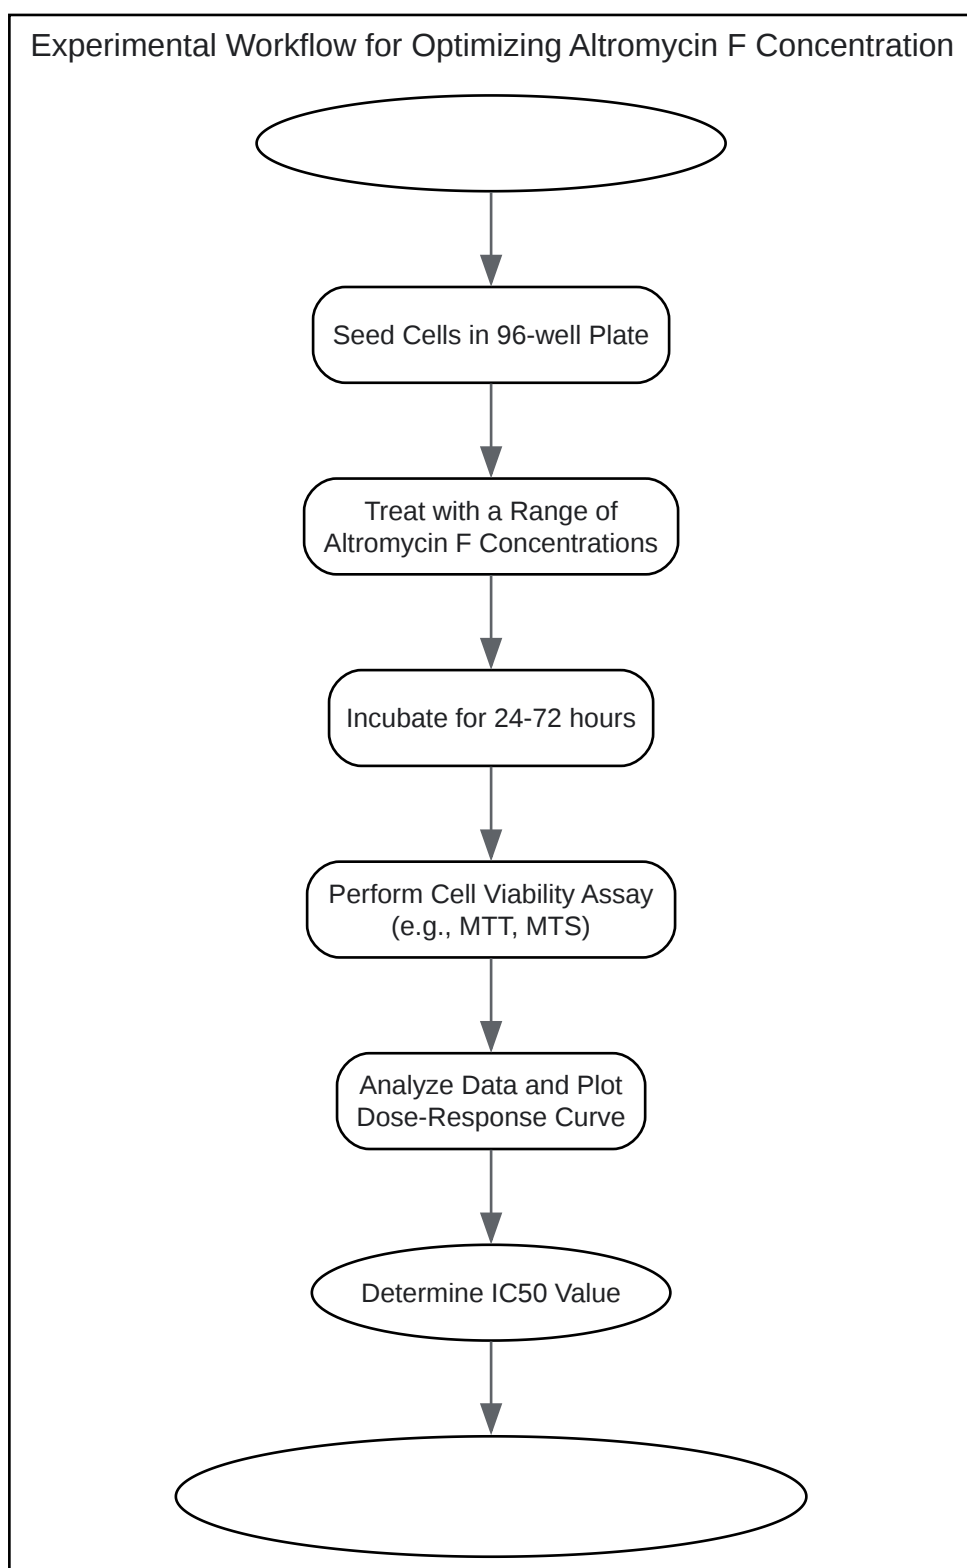 Experimental Workflow for Optimizing Altromycin F Concentration
Seed Cells in 96-well Plate
Treat with a Range of
Altromycin F Concentrations
Incubate for 24-72 hours
Perform Cell Viability Assay
(e.g., MTT, MTS)
Analyze Data and Plot
Dose-Response Curve
Determine IC50 Value